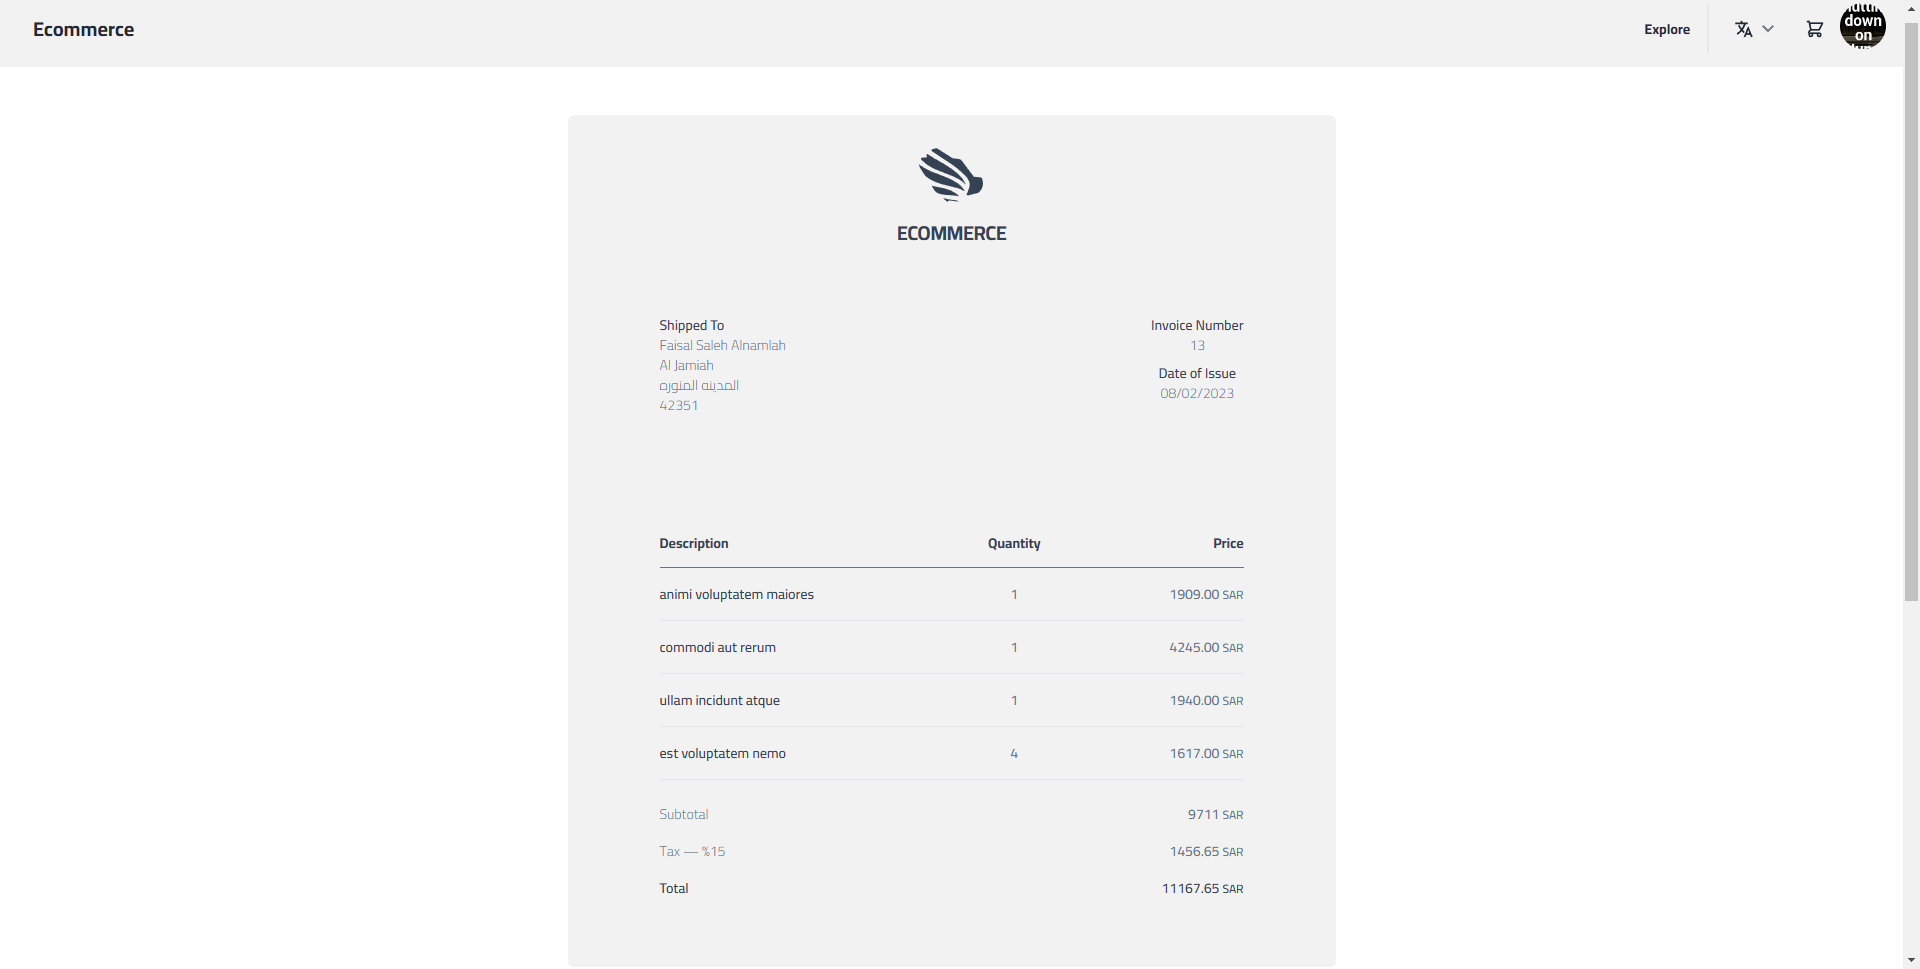 Ecommerce
Explore
down
on
ECOMMERCE
Shipped To
Faisal Saleh Alnamlah
Al Jamiah
المدينه المنوره
42351
Invoice Number
13
Date of Issue
08/02/2023
Description Quantity Price
animi voluptatem maiores 1 1909.00 SAR
commodi aut rerum 1 4245.00 SAR
ullam incidunt atque 1 1940.00 SAR
est voluptatem nemo 4 1617.00 SAR
Subtotal 9711 SAR
Tax — %15 1456.65 SAR
Total 11167.65 SAR